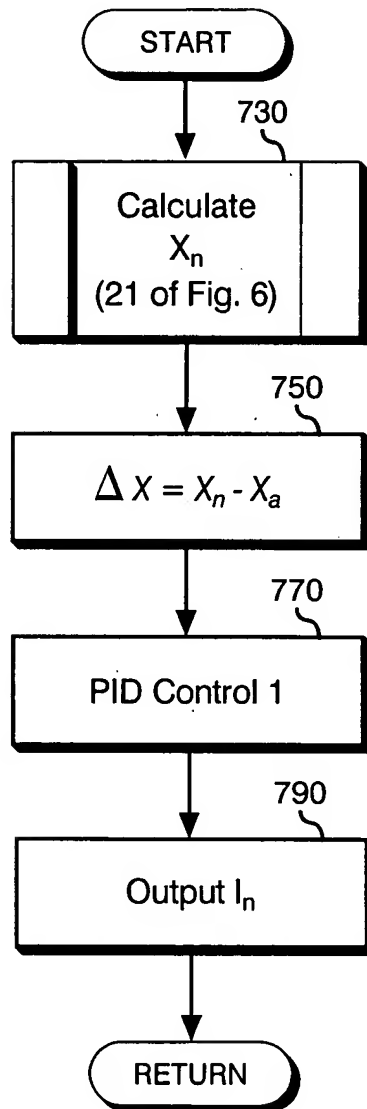 START
730
Calculate
Xn
(21 of Fig. 6)
750
Δ X = Xn - Xa
770
PID Control 1
790
Output In
RETURN